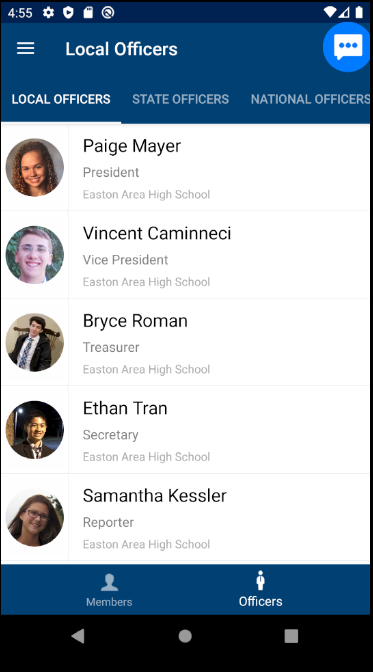 4:55
Local Officers
LOCAL OFFICERS STATE OFFICERS NATIONAL OFFICERS
Paige Mayer
President
Easton Area High School
Vincent Caminneci
Vice President
Easton Area High School
Bryce Roman
Treasurer
Easton Area High School
Ethan Tran
Secretary
Easton Area High School
Samantha Kessler
Reporter
Easton Area High School
Members Officers